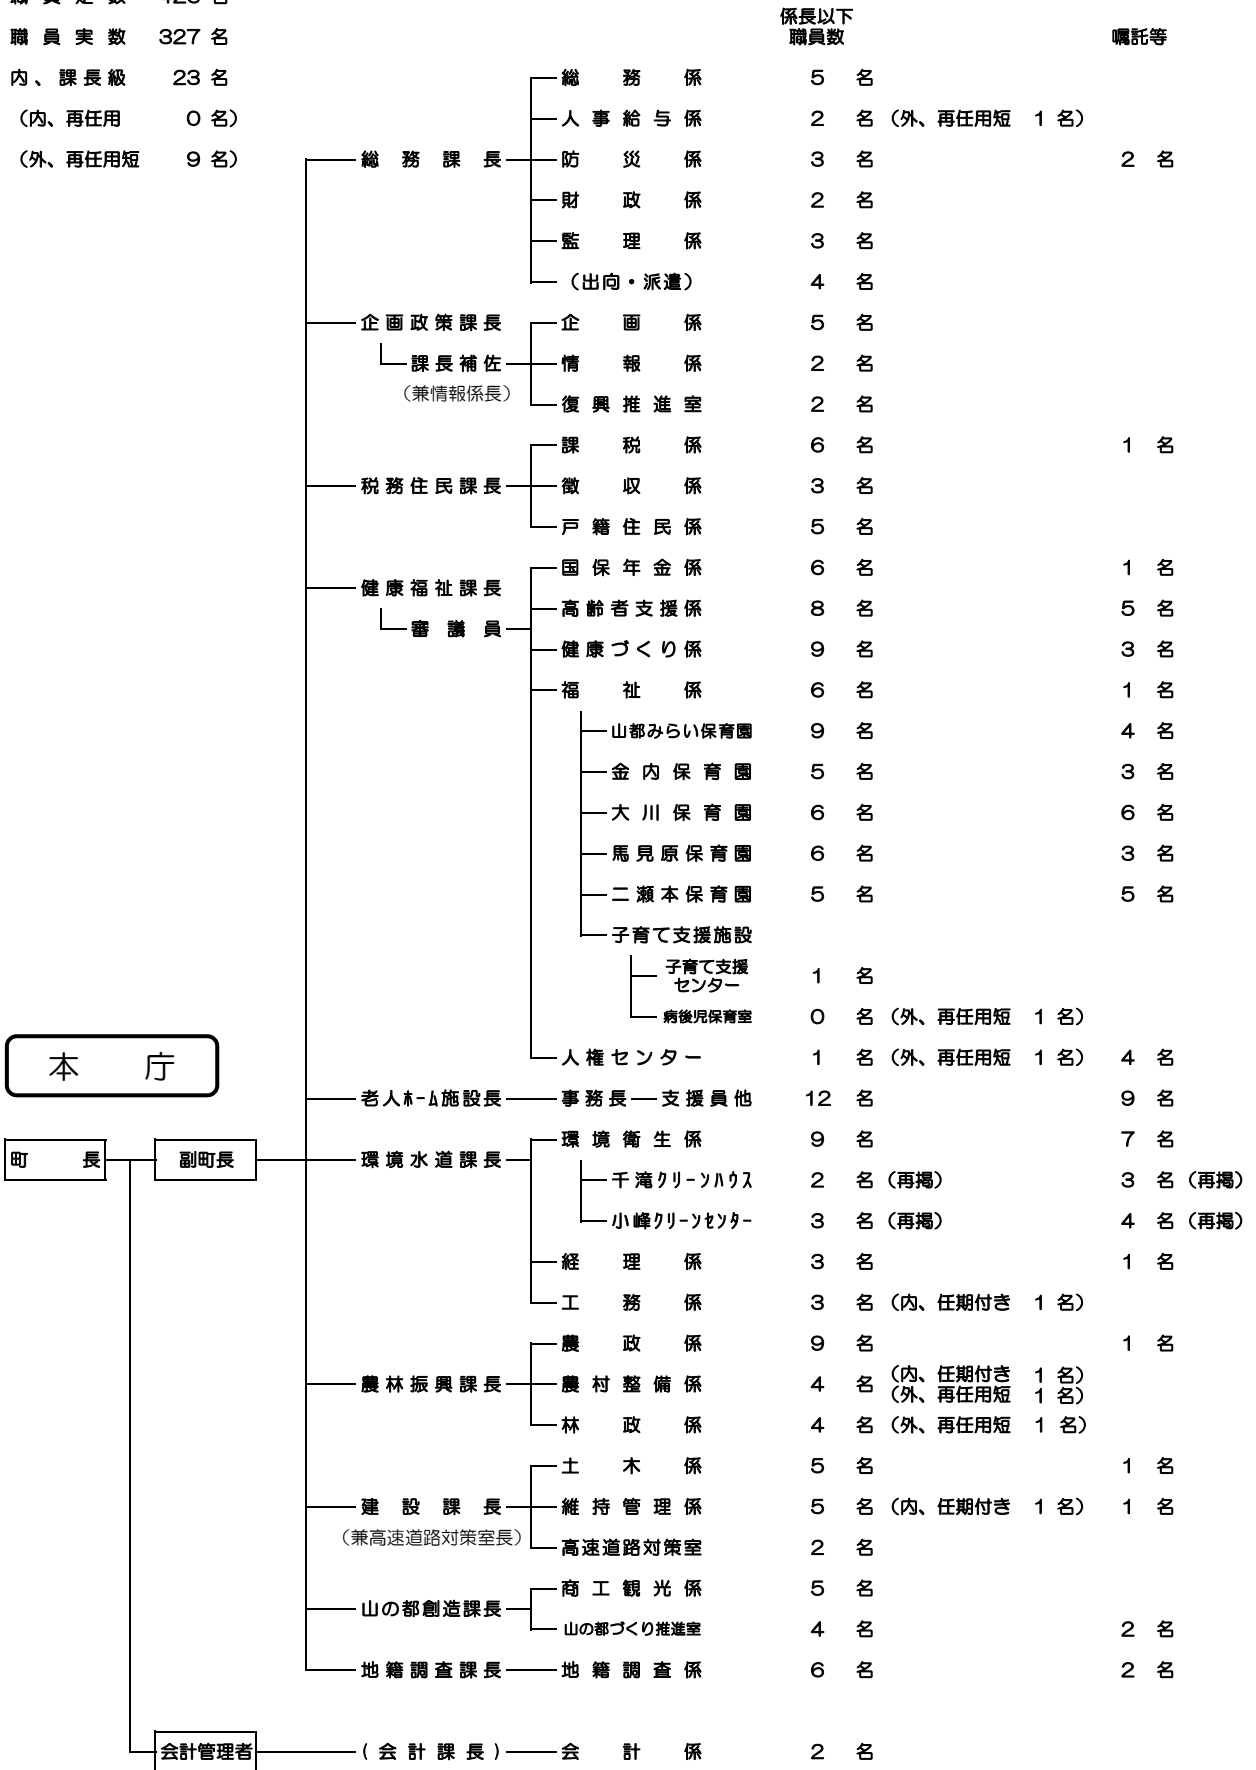 係長以下
職員実数 327 名 職員数 嘱託等
内、課長級 23 名 総務係 5 名
（内、再任用 0 名） 人事給与係 2 名（外、再任用短 1 名）
（外、再任用短 9 名） 総務課長 防災係 3 名 2 名
財政係 2 名
監理係 3 名
（出向・派遣） 4 名
企画政策課長 企画係 5 名
課長補佐 情報係 2 名
（兼情報係長）
復興推進室 2 名
課税係 6 名 1 名
税務住民課長 徴収係 3 名
戸籍住民係 5 名
国保年金係 6 名 1 名
健康福祉課長
高齢者支援係 8 名 5 名
審議員
健康づくり係 9 名 3 名
福祉係 6 名 1 名
山都みらい保育園 9 名 4 名
金内保育園 5 名 3 名
大川保育園 6 名 6 名
馬見原保育園 6 名 3 名
二瀬本保育園 5 名 5 名
子育て支援施設
子育て支援
センター 1 名
病後児保育室 0 名（外、再任用短 1 名）
人権センター 1 名（外、再任用短 1 名） 4 名
本庁
老人ﾎｰﾑ施設長 事務長 支援員他 12 名 9 名
環境衛生係 9 名 7 名
町長 副町長 環境水道課長
千滝ｸﾘｰﾝﾊｳｽ 2 名（再掲） 3 名（再掲）
小峰ｸﾘｰﾝｾﾝﾀｰ 3 名（再掲） 4 名（再掲）
経理係 3 名 1 名
工務係 3 名（内、任期付き 1 名）
農政係 9 名 1 名
（内、任期付き 1 名）
農林振興課長 農村整備係 4 名
（外、再任用短 1 名）
林政係 4 名（外、再任用短 1 名）
土木係 5 名 1 名
建設課長 維持管理係 5 名（内、任期付き 1 名） 1 名
（兼高速道路対策室長）
高速道路対策室 2 名
商工観光係 5 名
山の都創造課長
山の都づくり推進室 4 名 2 名
地籍調査課長 地籍調査係 6 名 2 名
会計管理者 (会計課長) 会計係 2 名